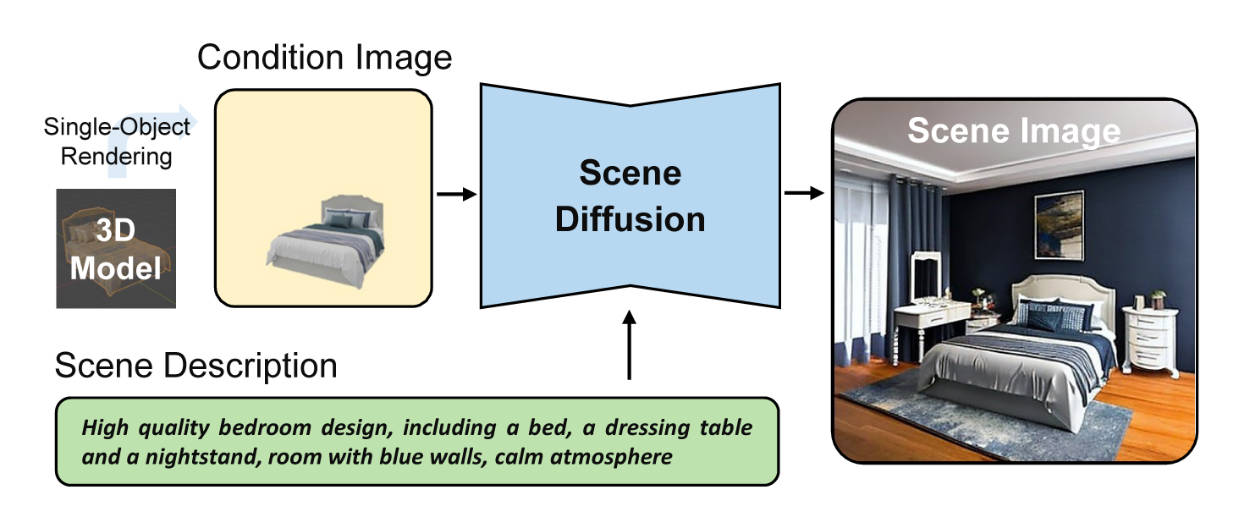 Condition Image
Single-Object
Rendering
3D
Model
Scene
Diffusion
Scene Image
Scene Description
High quality bedroom design, including a bed, a dressing table
and a nightstand, room with blue walls, calm atmosphere